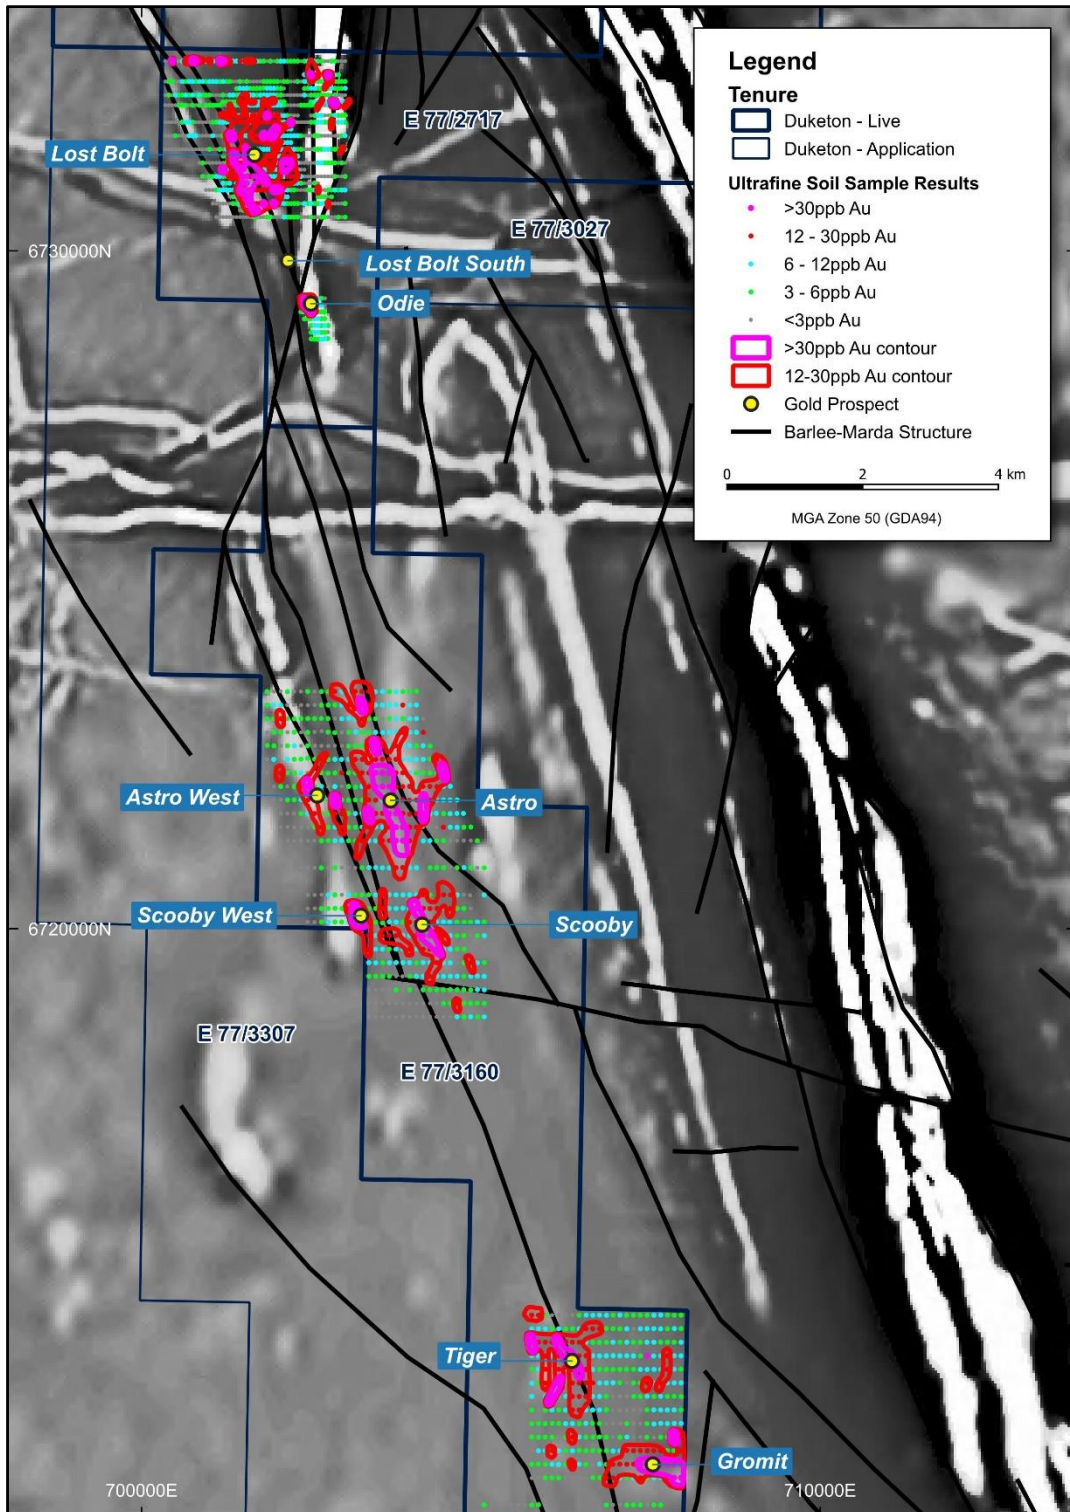 Legend
Tenure
Duketon - Live
Duketon - Application
Ultrafine Soil Sample Results
>30ppb Au
12 - 30ppb Au
6 - 12ppb Au
3 - 6ppb Au
<3ppb Au
>30ppb Au contour
12-30ppb Au contour
Gold Prospect
Barlee-Marda Structure
0 2 4 km
MGA Zone 50 (GDA94)
E 77/2717
Lost Bolt
E 77/3027
6730000N
Lost Bolt South
Odie
Astro West
Astro
Scooby West
Scooby
6720000N
E 77/3307
E 77/3160
Tiger
Gromit
700000E
710000E